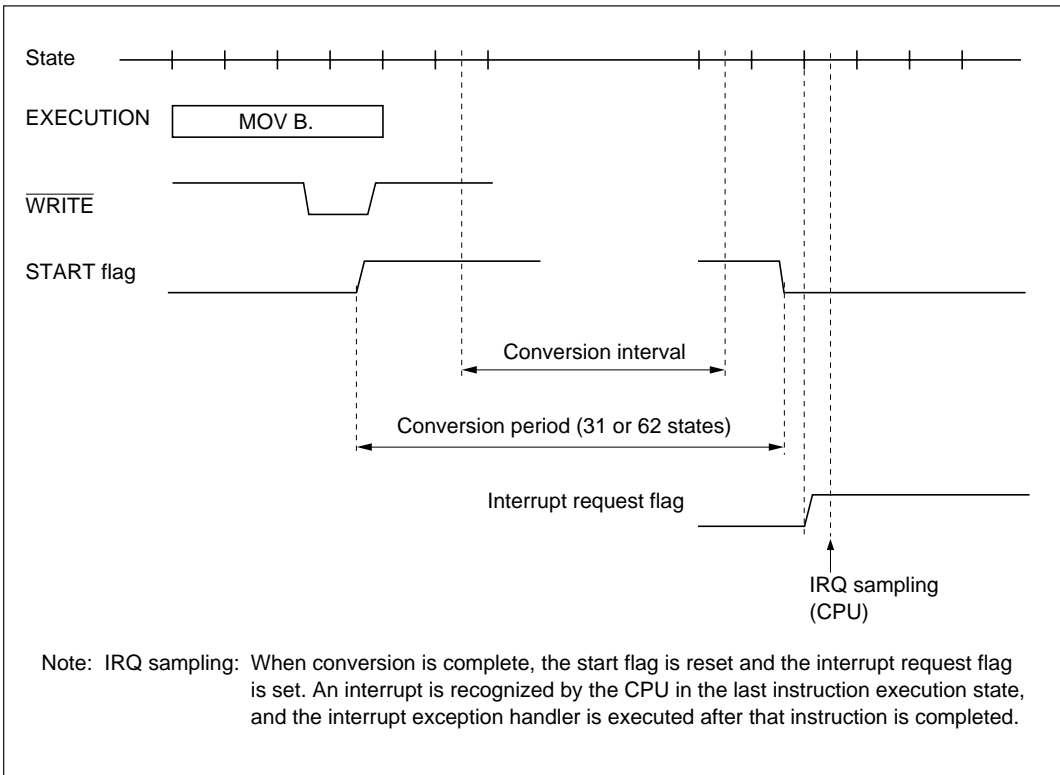 State
EXECUTION
MOV B.
WRITE
START flag
Conversion interval
Conversion period (31 or 62 states)
Interrupt request flag
IRQ sampling
(CPU)
Note: IRQ sampling: When conversion is complete, the start flag is reset and the interrupt request flag
is set. An interrupt is recognized by the CPU in the last instruction execution state,
and the interrupt exception handler is executed after that instruction is completed.